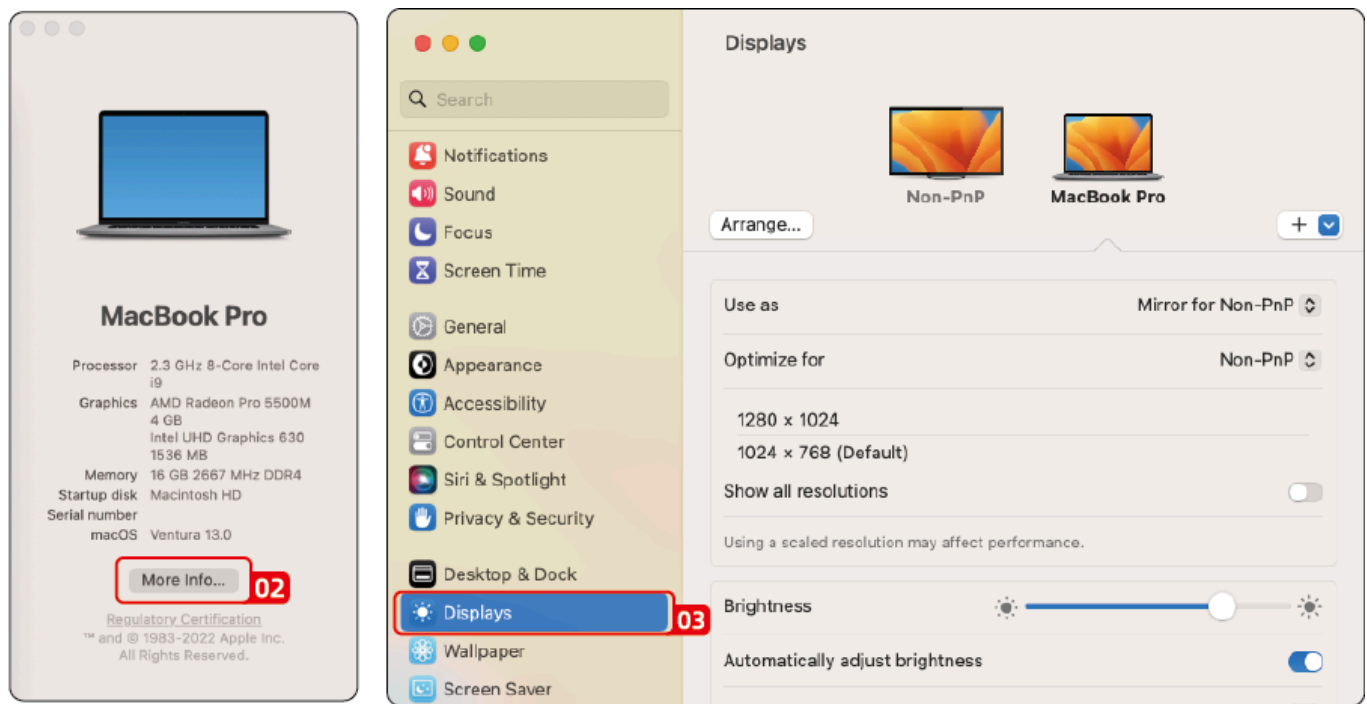 MacBook Pro
Processor 2.3 GHz 8-Core Intel Core
i9
Graphics AMD Radeon Pro 5500M
4 GB
Intel UHD Graphics 630
1536 MB
Memory 16 GB 2667 MHz DDR4
Startup disk Macintosh HD
Serial number
macOS Ventura 13.0
More Info...
02
Regulatory Certification
™ and © 1983-2022 Apple Inc.
All Rights Reserved.
Search
Notifications
Sound
Focus
Screen Time
General
Appearance
Accessibility
Control Center
Siri & Spotlight
Privacy & Security
Desktop & Dock
Displays
03
Wallpaper
Screen Saver
Displays
Non-PnP
MacBook Pro
Arrange...
+
Use as Mirror for Non-PnP
Optimize for Non-PnP
1280 × 1024
1024 × 768 (Default)
Show all resolutions
Using a scaled resolution may affect performance.
Brightness
Automatically adjust brightness